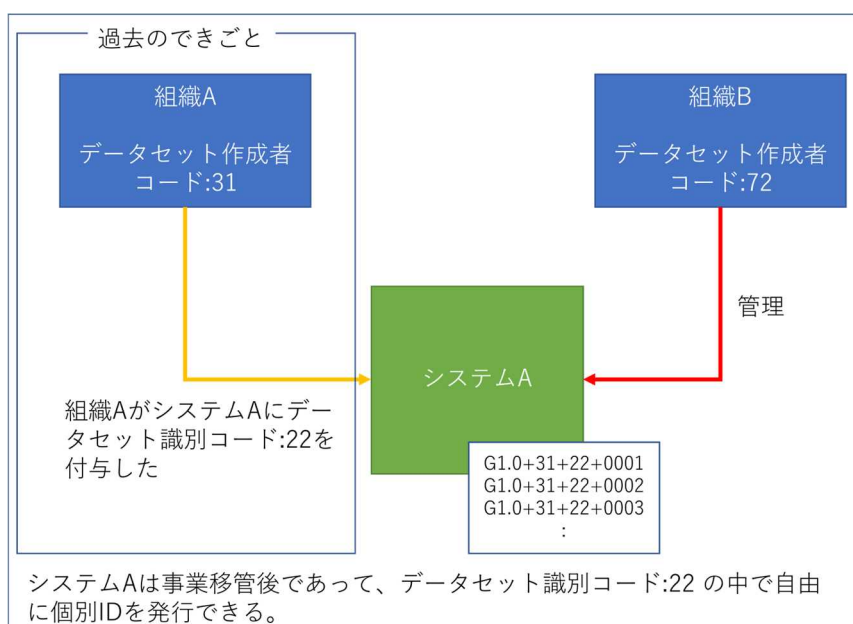 過去のできごと
組織A
データセット作成者
コード:31
組織B
データセット作成者
コード:72
管理
システムA
組織AがシステムAにデー
タセット識別コード:22を
付与した
G1.0+31+22+0001
G1.0+31+22+0002
G1.0+31+22+0003
:
システムAは事業移管後であって、データセット識別コード:22 の中で自由
に個別IDを発行できる。